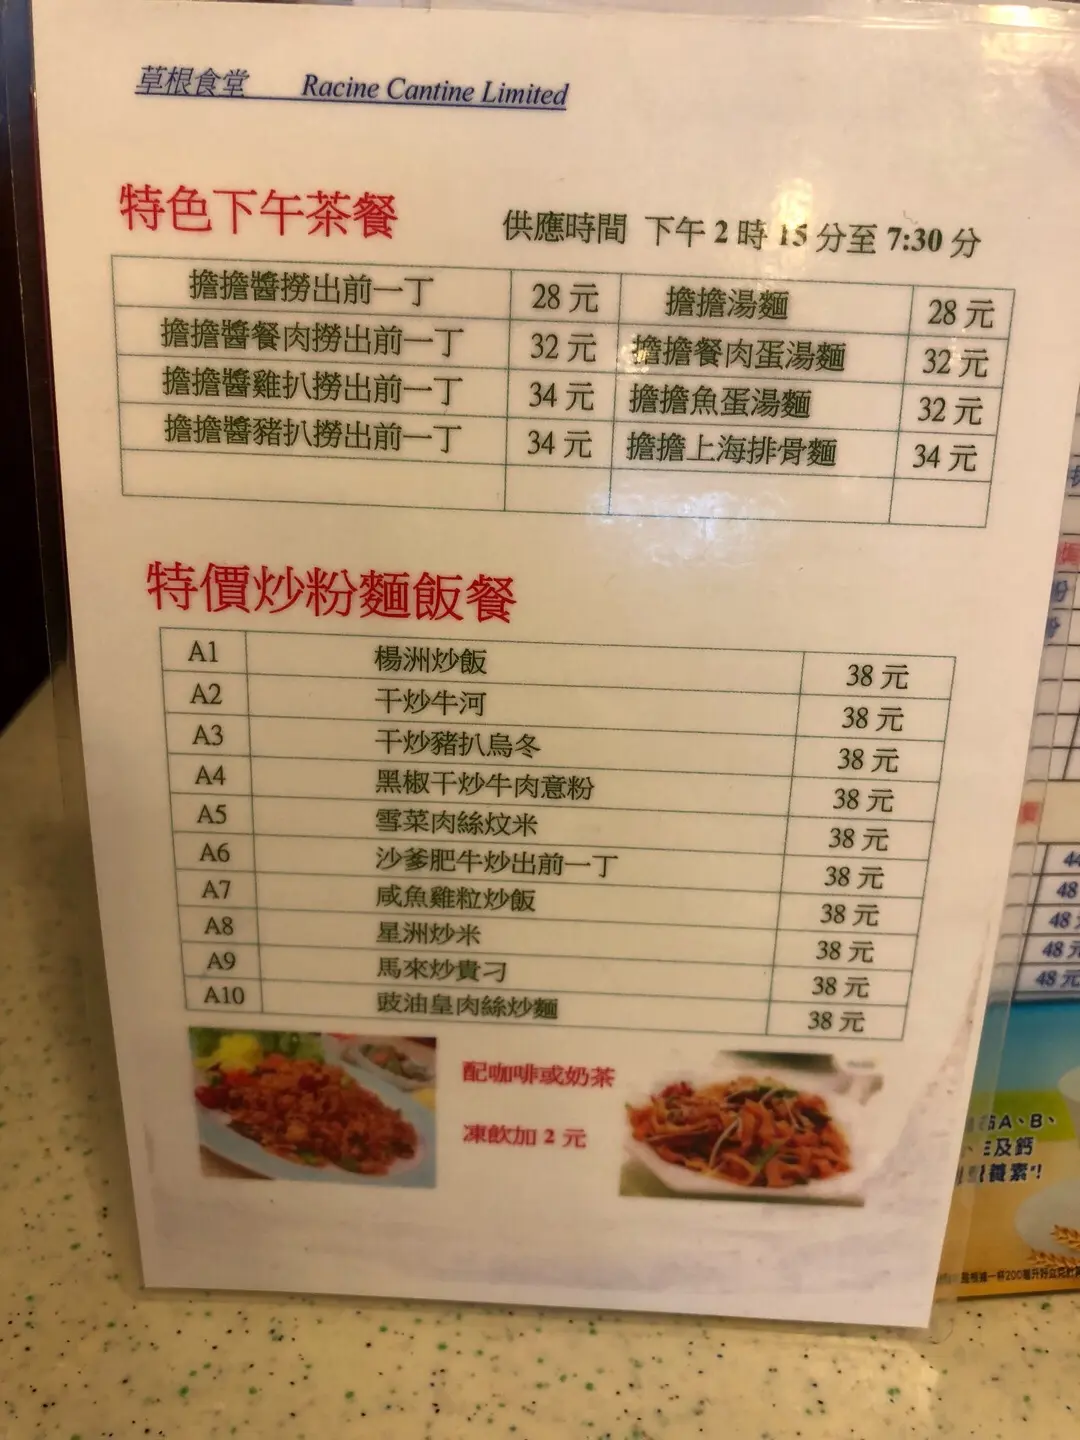 草根食堂 Racine Cantine Limited
特色下午茶餐 供應時間 下午 2 時 15 分至 7:30 分
擔擔醬撈出前一丁 28 元 擔擔湯麵 28 元
擔擔醬餐肉撈出前一丁 32 元 擔擔餐肉蛋湯麵 32 元
擔擔醬雞扒撈出前一丁 34 元 擔擔魚蛋湯麵 32 元
擔擔醬豬扒撈出前一丁 34 元 擔擔上海排骨麵 34 元
特價炒粉麵飯餐
A1 楊洲炒飯 38 元
A2 干炒牛河 38 元
A3 干炒豬扒烏冬 38 元
A4 黑椒干炒牛肉意粉 38 元
A5 雪菜肉絲炆米 38 元
A6 沙爹肥牛炒出前一丁 38 元
A7 咸魚雞粒炒飯 38 元
A8 星洲炒米 38 元
A9 馬來炒貴刁 38 元
A10 豉油皇肉絲炒麵 38 元
配咖啡或奶茶
凍飲加 2 元
44
48
48
48 元
48 元
A、B、
及鈣
養素"!